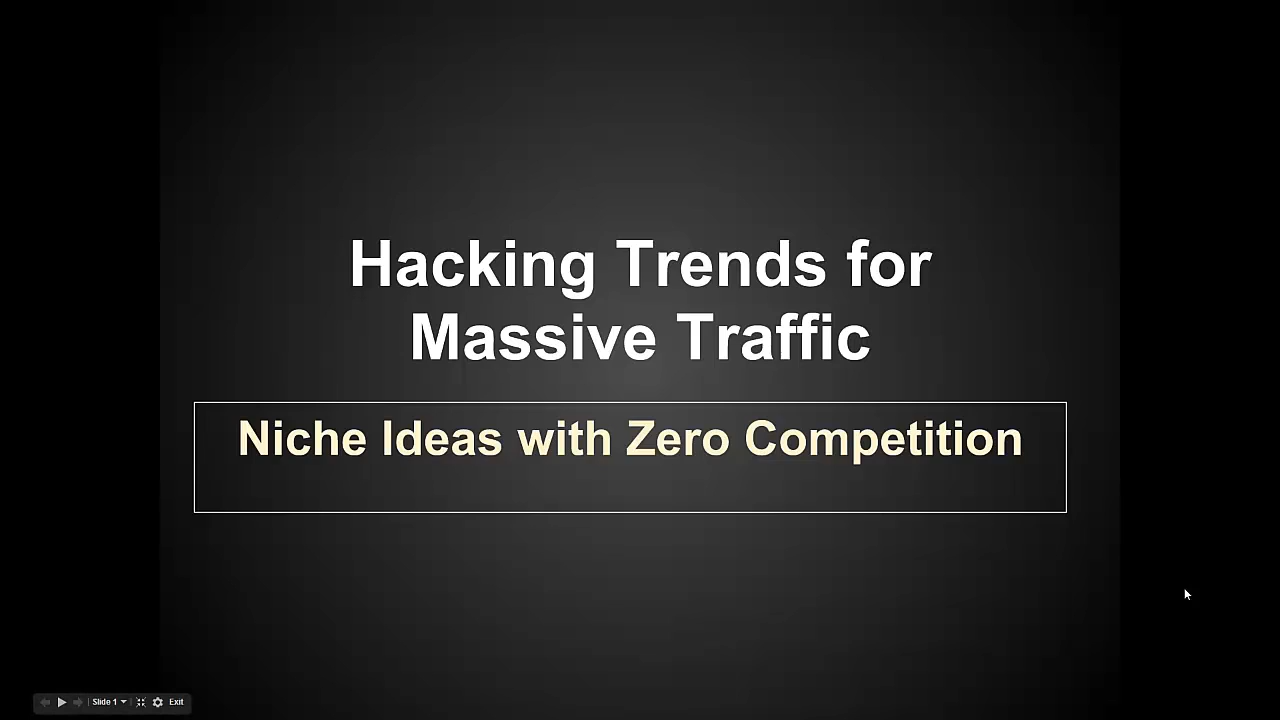 Hacking Trends for
Massive Traffic
Niche Ideas with Zero Competition
Slide 1
Exit